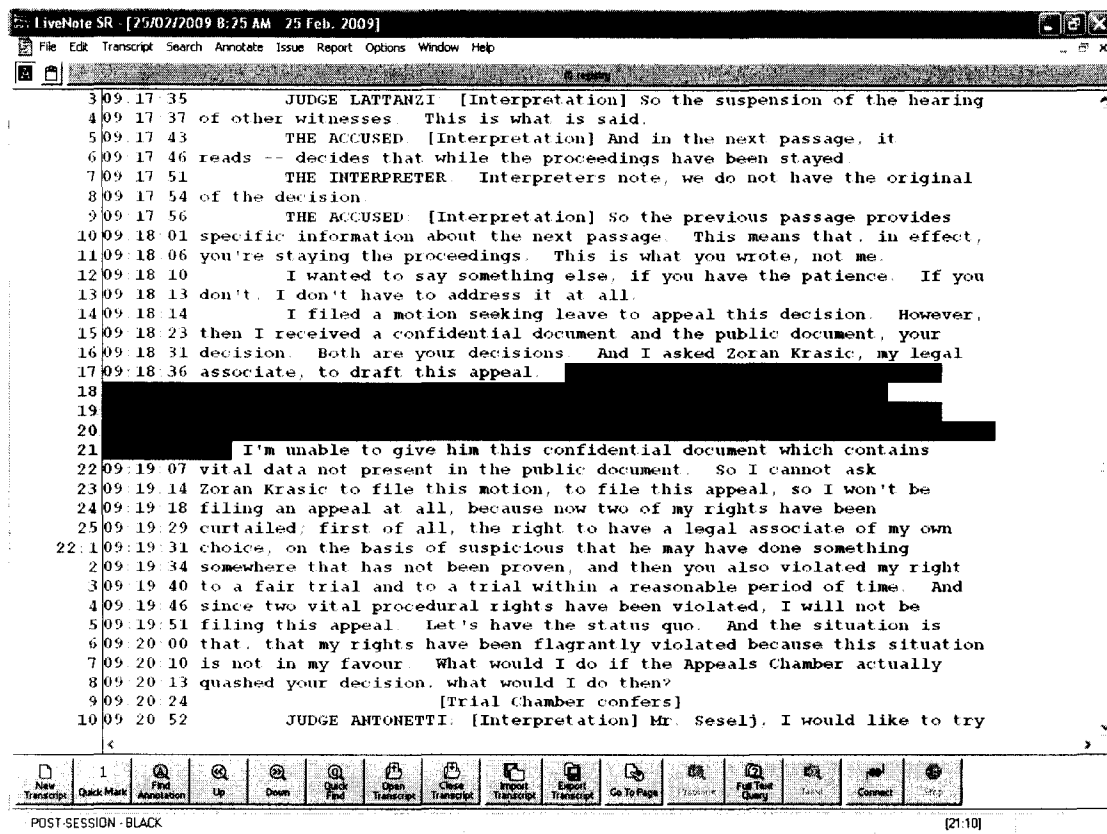 LiveNote SR - [25/02/2009 8:25 AM 25 Feb. 2009]
File Edit Transcript Search Annotate Issue Report Options Window Help
3 09:17:35 JUDGE LATTANZI: [Interpretation] So the suspension of the hearing
4 09:17:37 of other witnesses. This is what is said.
5 09:17:43 THE ACCUSED: [Interpretation] And in the next passage, it
6 09:17:46 reads -- decides that while the proceedings have been stayed.
7 09:17:51 THE INTERPRETER: Interpreters note, we do not have the original
8 09:17:54 of the decision.
9 09:17:56 THE ACCUSED: [Interpretation] So the previous passage provides
10 09:18:01 specific information about the next passage. This means that, in effect,
11 09:18:06 you're staying the proceedings. This is what you wrote, not me.
12 09:18:10 I wanted to say something else, if you have the patience. If you
13 09:18:13 don't, I don't have to address it at all.
14 09:18:14 I filed a motion seeking leave to appeal this decision. However,
15 09:18:23 then I received a confidential document and the public document, your
16 09:18:31 decision. Both are your decisions. And I asked Zoran Krasic, my legal
17 09:18:36 associate, to draft this appeal.
18
19
20
21 I'm unable to give him this confidential document which contains
22 09:19:07 vital data not present in the public document. So I cannot ask
23 09:19:14 Zoran Krasic to file this motion, to file this appeal, so I won't be
24 09:19:18 filing an appeal at all, because now two of my rights have been
25 09:19:29 curtailed; first of all, the right to have a legal associate of my own
22:1 09:19:31 choice, on the basis of suspicious that he may have done something
2 09:19:34 somewhere that has not been proven, and then you also violated my right
3 09:19:40 to a fair trial and to a trial within a reasonable period of time. And
4 09:19:46 since two vital procedural rights have been violated, I will not be
5 09:19:51 filing this appeal. Let's have the status quo. And the situation is
6 09:20:00 that, that my rights have been flagrantly violated because this situation
7 09:20:10 is not in my favour. What would I do if the Appeals Chamber actually
8 09:20:13 quashed your decision, what would I do then?
9 09:20:24 [Trial Chamber confers]
10 09:20:52 JUDGE ANTONETTI: [Interpretation] Mr. Seselj, I would like to try
New Transcript 1 Quick Mark Find Annotation Up Down Quick Find Open Transcript Close Transcript Import Transcript Export Transcript Go To Page Full Text Query Connect
POST-SESSION - BLACK [21:10]